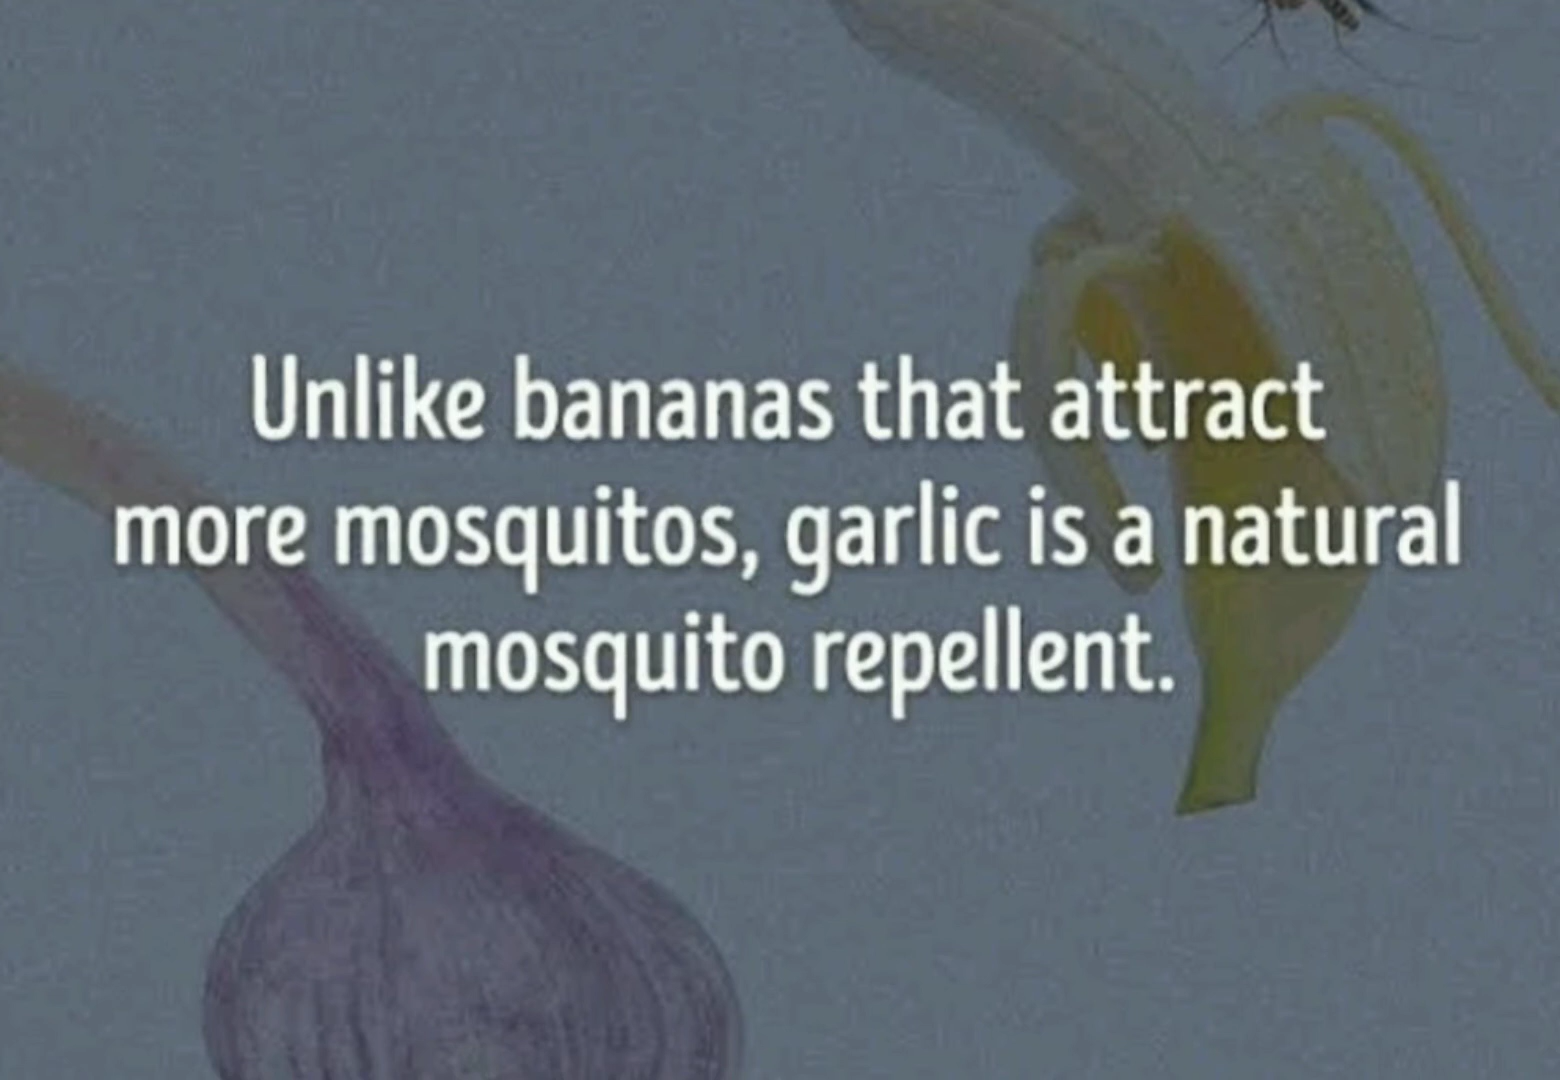 Unlike bananas that attract
more mosquitos, garlic is a natural
mosquito repellent.